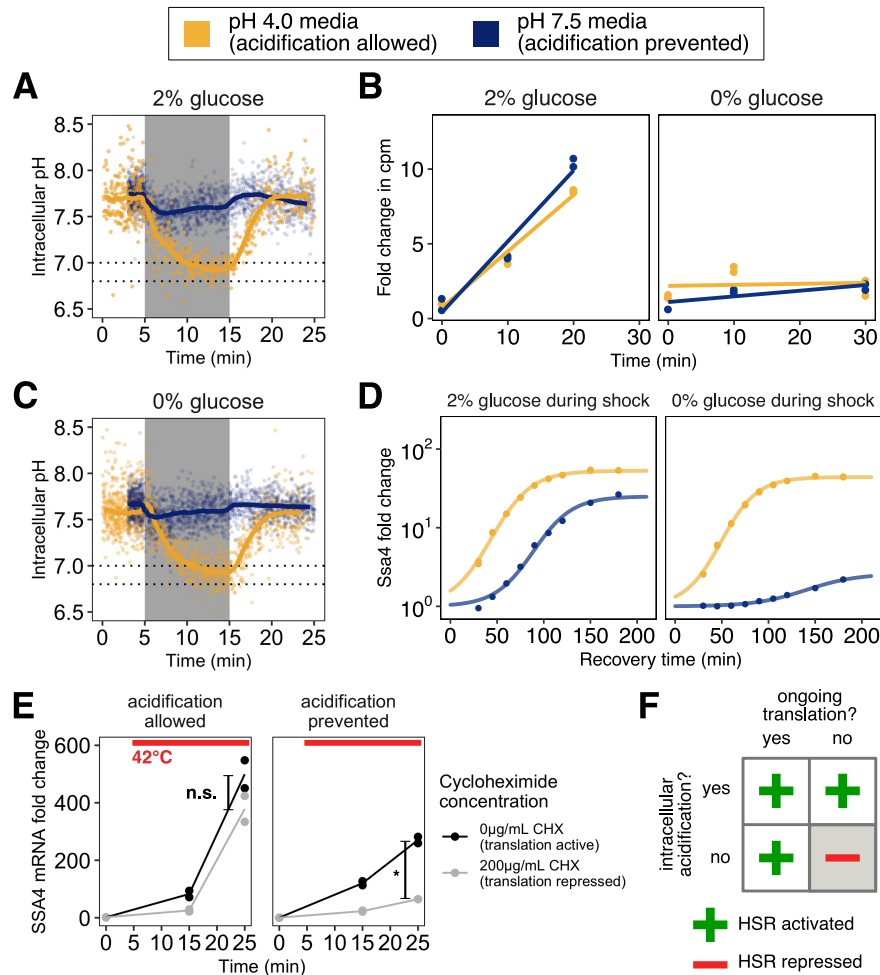 pH 4.0 media
(acidification allowed)
pH 7.5 media
(acidification prevented)
A
2% glucose
8.5
8.0
7.5
7.0
6.5
Intracellular pH
0 5 10 15 20 25
Time (min)
B
2% glucose
0% glucose
Fold change in cpm
10
5
0
0 10 20 30
0 10 20 30
Time (min)
C
0% glucose
8.5
8.0
7.5
7.0
6.5
Intracellular pH
0 5 10 15 20 25
Time (min)
D
2% glucose during shock
0% glucose during shock
Ssa4 fold change
10²
10¹
10⁰
0 50 100 150 200
0 50 100 150 200
Recovery time (min)
E
acidification
allowed
acidification
prevented
SSA4 mRNA fold change
600
400
200
0
42°C
n.s.
*
0 5 10 15 20 25
0 5 10 15 20 25
Time (min)
Cycloheximide
concentration
0µg/mL CHX
(translation active)
200µg/mL CHX
(translation repressed)
F
ongoing
translation?
yes no
intracellular
acidification?
yes
no
HSR activated
HSR repressed